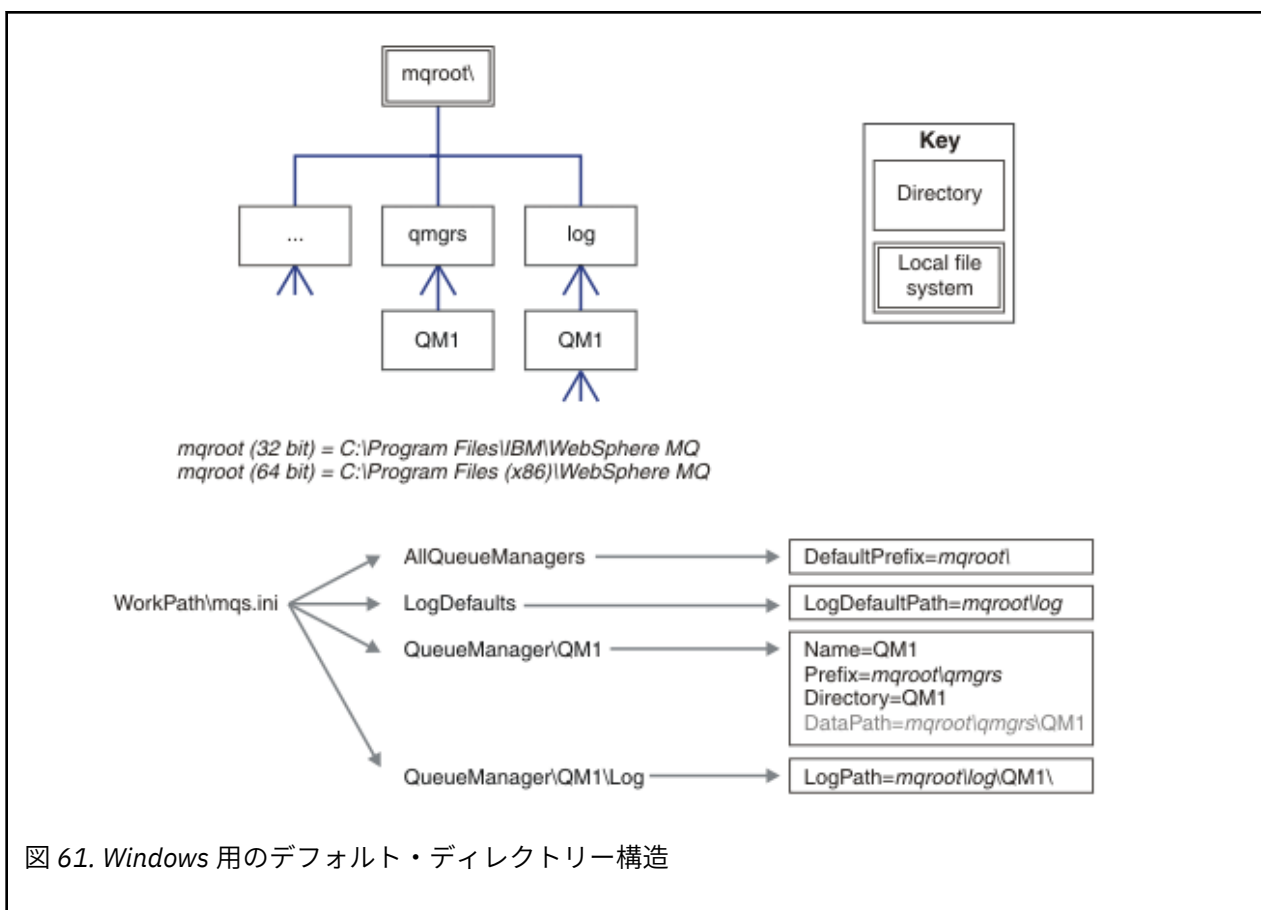 mqroot\
Key
Directory
Local file
system
...
qmgrs
log
QM1
QM1
mqroot (32 bit) = C:\Program Files\IBM\WebSphere MQ
mqroot (64 bit) = C:\Program Files (x86)\WebSphere MQ
WorkPath\mqs.ini
AllQueueManagers
DefaultPrefix=mqroot\
LogDefaults
LogDefaultPath=mqroot\log
QueueManager\QM1
Name=QM1
Prefix=mqroot\qmgrs
Directory=QM1
DataPath=mqroot\qmgrs\QM1
QueueManager\QM1\Log
LogPath=mqroot\log\QM1\
図 61. Windows 用のデフォルト・ディレクトリー構造